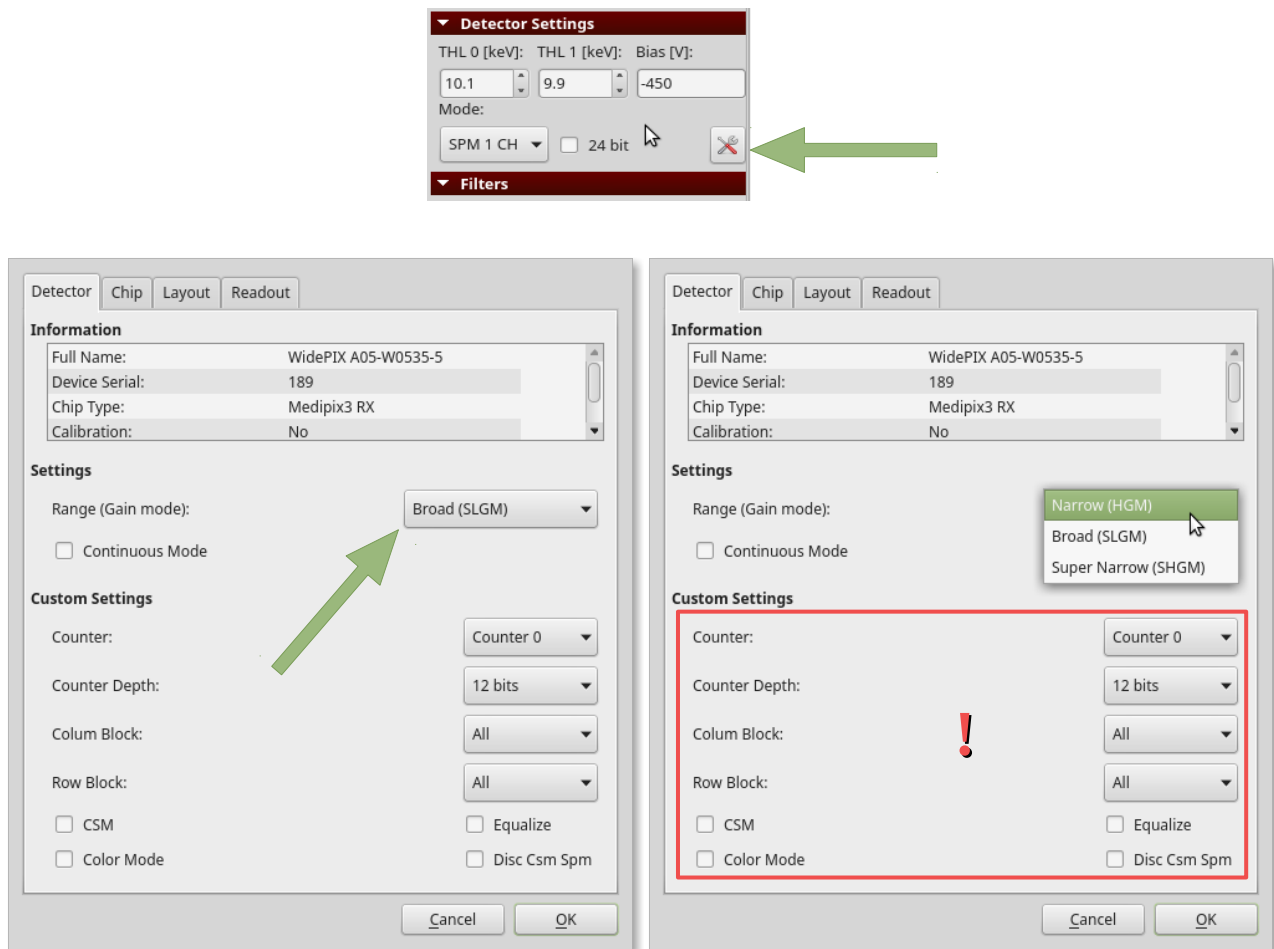 Detector Settings
THL 0 [keV]: THL 1 [keV]: Bias [V]:
10.1 9.9 -450
Mode:
SPM 1 CH 24 bit
Filters
Detector Chip Layout Readout
Information
Full Name: WidePIX A05-W0535-5
Device Serial: 189
Chip Type: Medipix3 RX
Calibration: No
Settings
Range (Gain mode): Broad (SLGM)
Continuous Mode
Custom Settings
Counter: Counter 0
Counter Depth: 12 bits
Colum Block: All
Row Block: All
CSM Equalize
Color Mode Disc Csm Spm
Cancel OK
Detector Chip Layout Readout
Information
Full Name: WidePIX A05-W0535-5
Device Serial: 189
Chip Type: Medipix3 RX
Calibration: No
Settings
Range (Gain mode): Narrow (HGM)
Broad (SLGM)
Continuous Mode
Super Narrow (SHGM)
Custom Settings
Counter: Counter 0
Counter Depth: 12 bits
Colum Block: All
!
Row Block: All
CSM Equalize
Color Mode Disc Csm Spm
Cancel OK